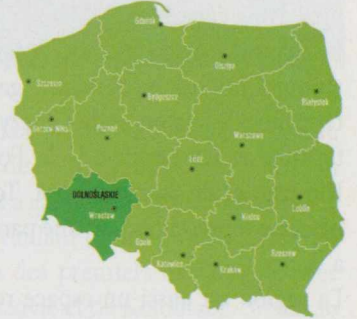 Gdańsk
Olsztyn
Szczecin
Bydgoszcz
Białystok
Gorzów Wlkp.
Poznań
Warszawa
Łódź
DOLNOŚLĄSKIE
Wrocław
Lublin
Kielce
Opole
Katowice
Kraków
Rzeszów